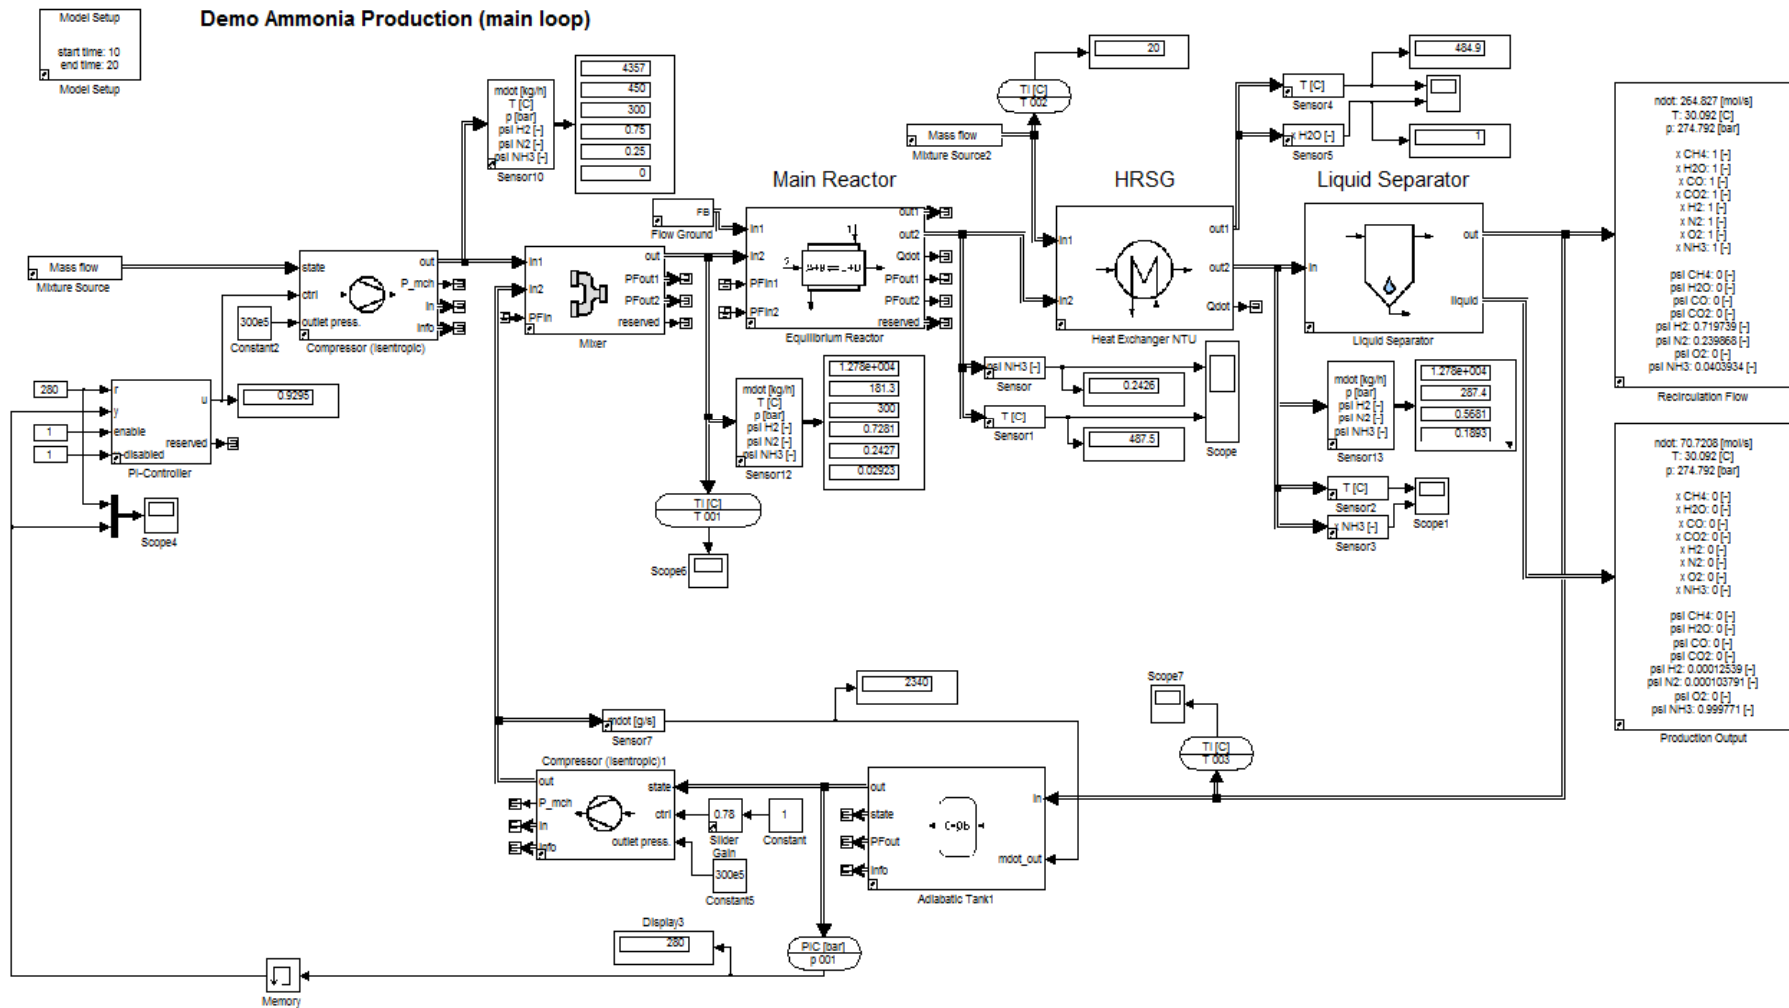 Demo Ammonia Production (main loop)
Model Setup
start time: 10
end time: 20
Model Setup
mdot [kg/h]
T [C]
p [bar]
psi H2 [-]
psi N2 [-]
psi NH3 [-]
Sensor10
4357
450
300
0.75
0.25
0
TI [C]
T 002
20
Mass flow
Mixture Source2
T [C]
Sensor4
484.9
x H2O [-]
Sensor5
1
Main Reactor
HRSG
Liquid Separator
FB
Flow Ground
Mass flow
Mixture Source
state
ctrl
outlet press.
out
P_mch
in
info
Compressor (isentropic)
300e5
Constant2
in1
in2
PFin
out
PFout1
PFout2
reserved
Mixer
in1
in2
PFin1
PFin2
out1
out2
Qdot
PFout1
PFout2
reserved
Equilibrium Reactor
in1
in2
out1
out2
Qdot
Heat Exchanger NTU
in
out
liquid
Liquid Separator
ndot: 264.827 [mol/s]
T: 30.092 [C]
p: 274.792 [bar]
x CH4: 1 [-]
x H2O: 1 [-]
x CO: 1 [-]
x CO2: 1 [-]
x H2: 1 [-]
x N2: 1 [-]
x O2: 1 [-]
x NH3: 1 [-]
psi CH4: 0 [-]
psi H2O: 0 [-]
psi CO: 0 [-]
psi CO2: 0 [-]
psi H2: 0.719739 [-]
psi N2: 0.239868 [-]
psi O2: 0 [-]
psi NH3: 0.0403934 [-]
Recirculation Flow
280
1
1
r
y
enable
disabled
u
reserved
PI-Controller
0.9295
Scope4
mdot [kg/h]
T [C]
p [bar]
psi H2 [-]
psi N2 [-]
psi NH3 [-]
Sensor12
1.278e+004
181.3
300
0.7281
0.2427
0.02923
TI [C]
T 001
Scope6
psi NH3 [-]
Sensor
0.2426
T [C]
Sensor1
487.5
Scope
mdot [kg/h]
T [C]
p [bar]
psi H2 [-]
psi N2 [-]
psi NH3 [-]
Sensor13
1.278e+004
287.4
0.5681
0.1893
T [C]
Sensor2
x NH3 [-]
Sensor3
Scope1
ndot: 70.7208 [mol/s]
T: 30.092 [C]
p: 274.792 [bar]
x CH4: 0 [-]
x H2O: 0 [-]
x CO: 0 [-]
x CO2: 0 [-]
x H2: 0 [-]
x N2: 0 [-]
x O2: 0 [-]
x NH3: 0 [-]
psi CH4: 0 [-]
psi H2O: 0 [-]
psi CO: 0 [-]
psi CO2: 0 [-]
psi H2: 0.00012539 [-]
psi N2: 0.000103791 [-]
psi O2: 0 [-]
psi NH3: 0.999771 [-]
Production Output
2340
mdot [g/s]
Sensor7
Scope7
TI [C]
T 003
Compressor (isentropic)1
out
P_mch
in
info
state
ctrl
outlet press.
0.78
Slider
Gain
1
Constant
300e5
Constant5
out
state
PFout
info
in
mdot_out
Adiabatic Tank1
Display3
280
PIC [bar]
p 001
Memory